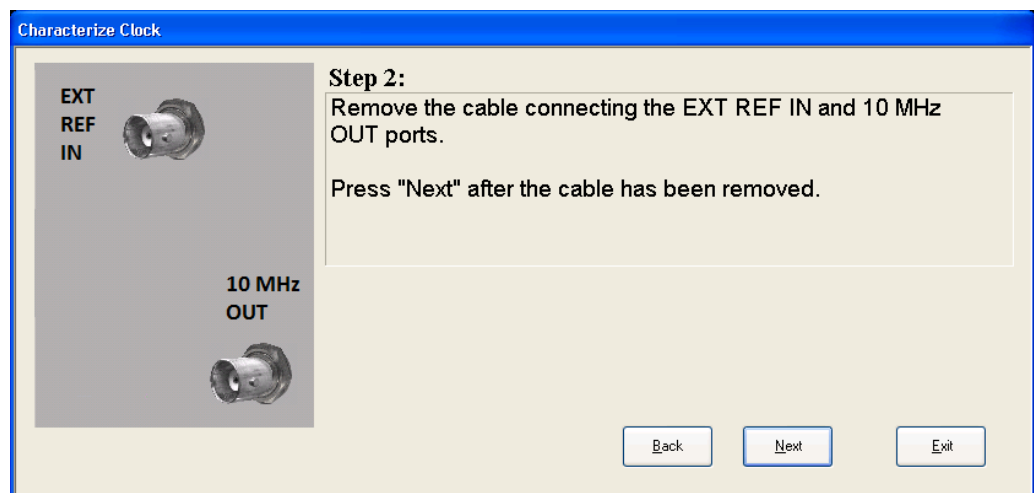 Characterize Clock
EXT
REF
IN
10 MHz
OUT
Step 2:
Remove the cable connecting the EXT REF IN and 10 MHz
OUT ports.
Press "Next" after the cable has been removed.
Back
Next
Exit